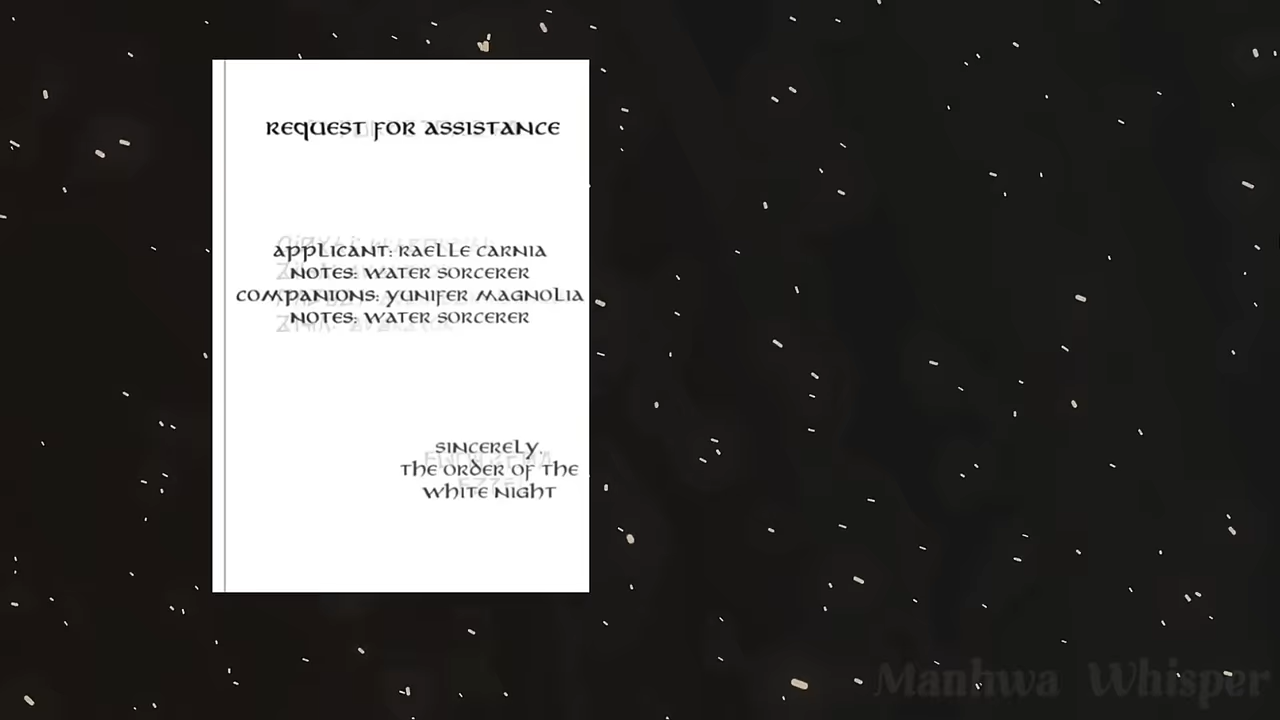 REQUEST FOR ASSISTANCE
APPLICANT: RAELLE CARNIA
NOTES: WATER SORCERER
COMPANIONS: YUNIFER MAGNOLIA
NOTES: WATER SORCERER
SINCERELY,
THE ORDER OF THE
WHITE NIGHT
Manhwa Whisper